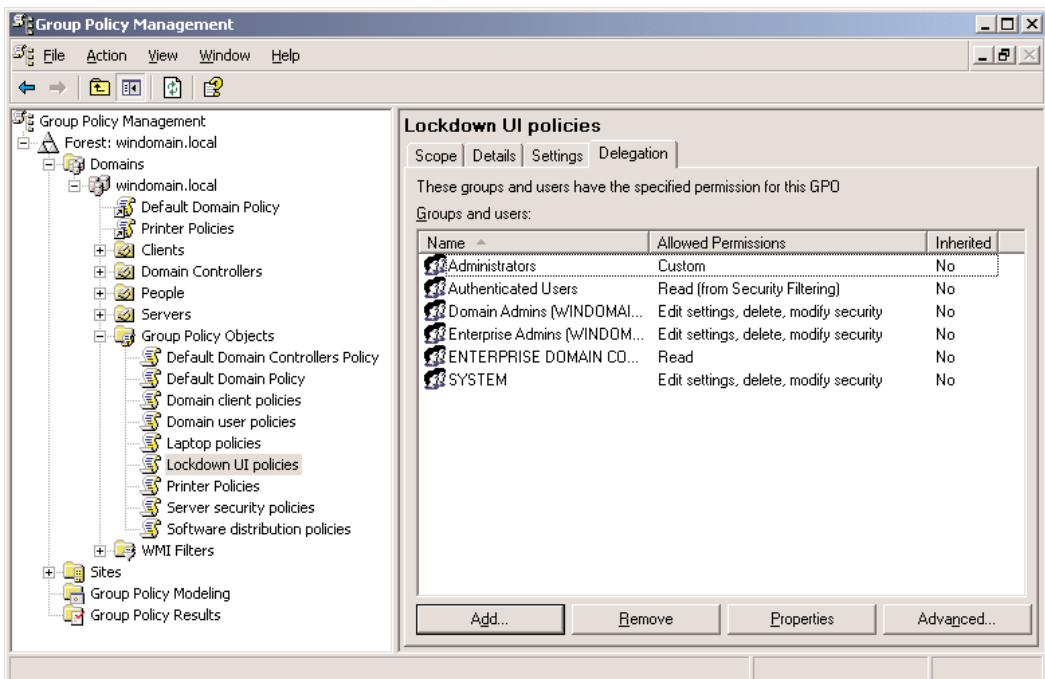 Group Policy Management
File Action View Window Help
Group Policy Management
Forest: windomain.local
Domains
windomain.local
Default Domain Policy
Printer Policies
Clients
Domain Controllers
People
Servers
Group Policy Objects
Default Domain Controllers Policy
Default Domain Policy
Domain client policies
Domain user policies
Laptop policies
Lockdown UI policies
Printer Policies
Server security policies
Software distribution policies
WMI Filters
Sites
Group Policy Modeling
Group Policy Results
Lockdown UI policies
Scope Details Settings Delegation
These groups and users have the specified permission for this GPO
Groups and users:
Name Allowed Permissions Inherited
Administrators Custom No
Authenticated Users Read (from Security Filtering) No
Domain Admins (WINDOMAI... Edit settings, delete, modify security No
Enterprise Admins (WINDOM... Edit settings, delete, modify security No
ENTERPRISE DOMAIN CO... Read No
SYSTEM Edit settings, delete, modify security No
Add... Remove Properties Advanced...